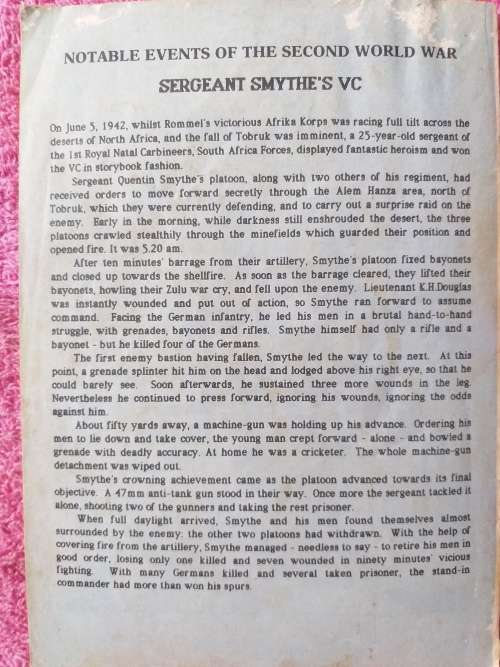 NOTABLE EVENTS OF THE SECOND WORLD WAR
SERGEANT SMYTHE'S VC
On June 5, 1942, whilst Rommel's victorious Afrika Korps was racing full tilt across the
deserts of North Africa, and the fall of Tobruk was imminent, a 25-year-old sergeant of
the 1st Royal Natal Carbineers, South Africa Forces, displayed fantastic heroism and won
the VC in storybook fashion.
Sergeant Quentin Smythe's platoon, along with two others of his regiment, had
received orders to move forward secretly through the Alem Hanza area, north of
Tobruk, which they were currently defending, and to carry out a surprise raid on the
enemy. Early in the morning, while darkness still enshrouded the desert, the three
platoons crawled stealthily through the minefields which guarded their position and
opened fire. It was 5.20 am.
After ten minutes' barrage from their artillery, Smythe's platoon fixed bayonets
and closed up towards the shellfire. As soon as the barrage cleared, they lifted their
bayonets, howling their Zulu war cry, and fell upon the enemy. Lieutenant K.H.Douglas
was instantly wounded and put out of action, so Smythe ran forward to assume
command. Facing the German infantry, he led his men in a brutal hand-to-hand
struggle, with grenades, bayonets and rifles. Smythe himself had only a rifle and a
bayonet - but he killed four of the Germans.
The first enemy bastion having fallen, Smythe led the way to the next. At this
point, a grenade splinter hit him on the head and lodged above his right eye, so that he
could barely see. Soon afterwards, he sustained three more wounds in the leg.
Nevertheless he continued to press forward, ignoring his wounds, ignoring the odds
against him.
About fifty yards away, a machine-gun was holding up his advance. Ordering his
men to lie down and take cover, the young man crept forward - alone - and bowled a
grenade with deadly accuracy. At home he was a cricketer. The whole machine-gun
detachment was wiped out.
Smythe's crowning achievement came as the platoon advanced towards its final
objective. A 47mm anti-tank gun stood in their way. Once more the sergeant tackled it
alone, shooting two of the gunners and taking the rest prisoner.
When full daylight arrived, Smythe and his men found themselves almost
surrounded by the enemy: the other two platoons had withdrawn. With the help of
covering fire from the artillery, Smythe managed - needless to say - to retire his men in
good order, losing only one killed and seven wounded in ninety minutes' vicious
fighting. With many Germans killed and several taken prisoner, the stand-in
commander had more than won his spurs.